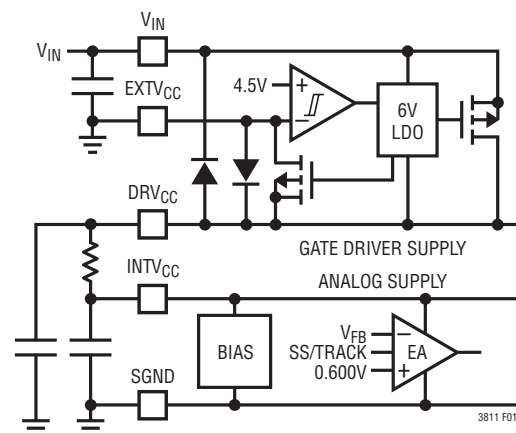 VIN
VIN
EXTVCC
4.5V
+
−
6V
LDO
DRVCC
GATE DRIVER SUPPLY
INTVCC
ANALOG SUPPLY
BIAS
VFB
−
SS/TRACK
EA
0.600V
+
SGND
3811 F01